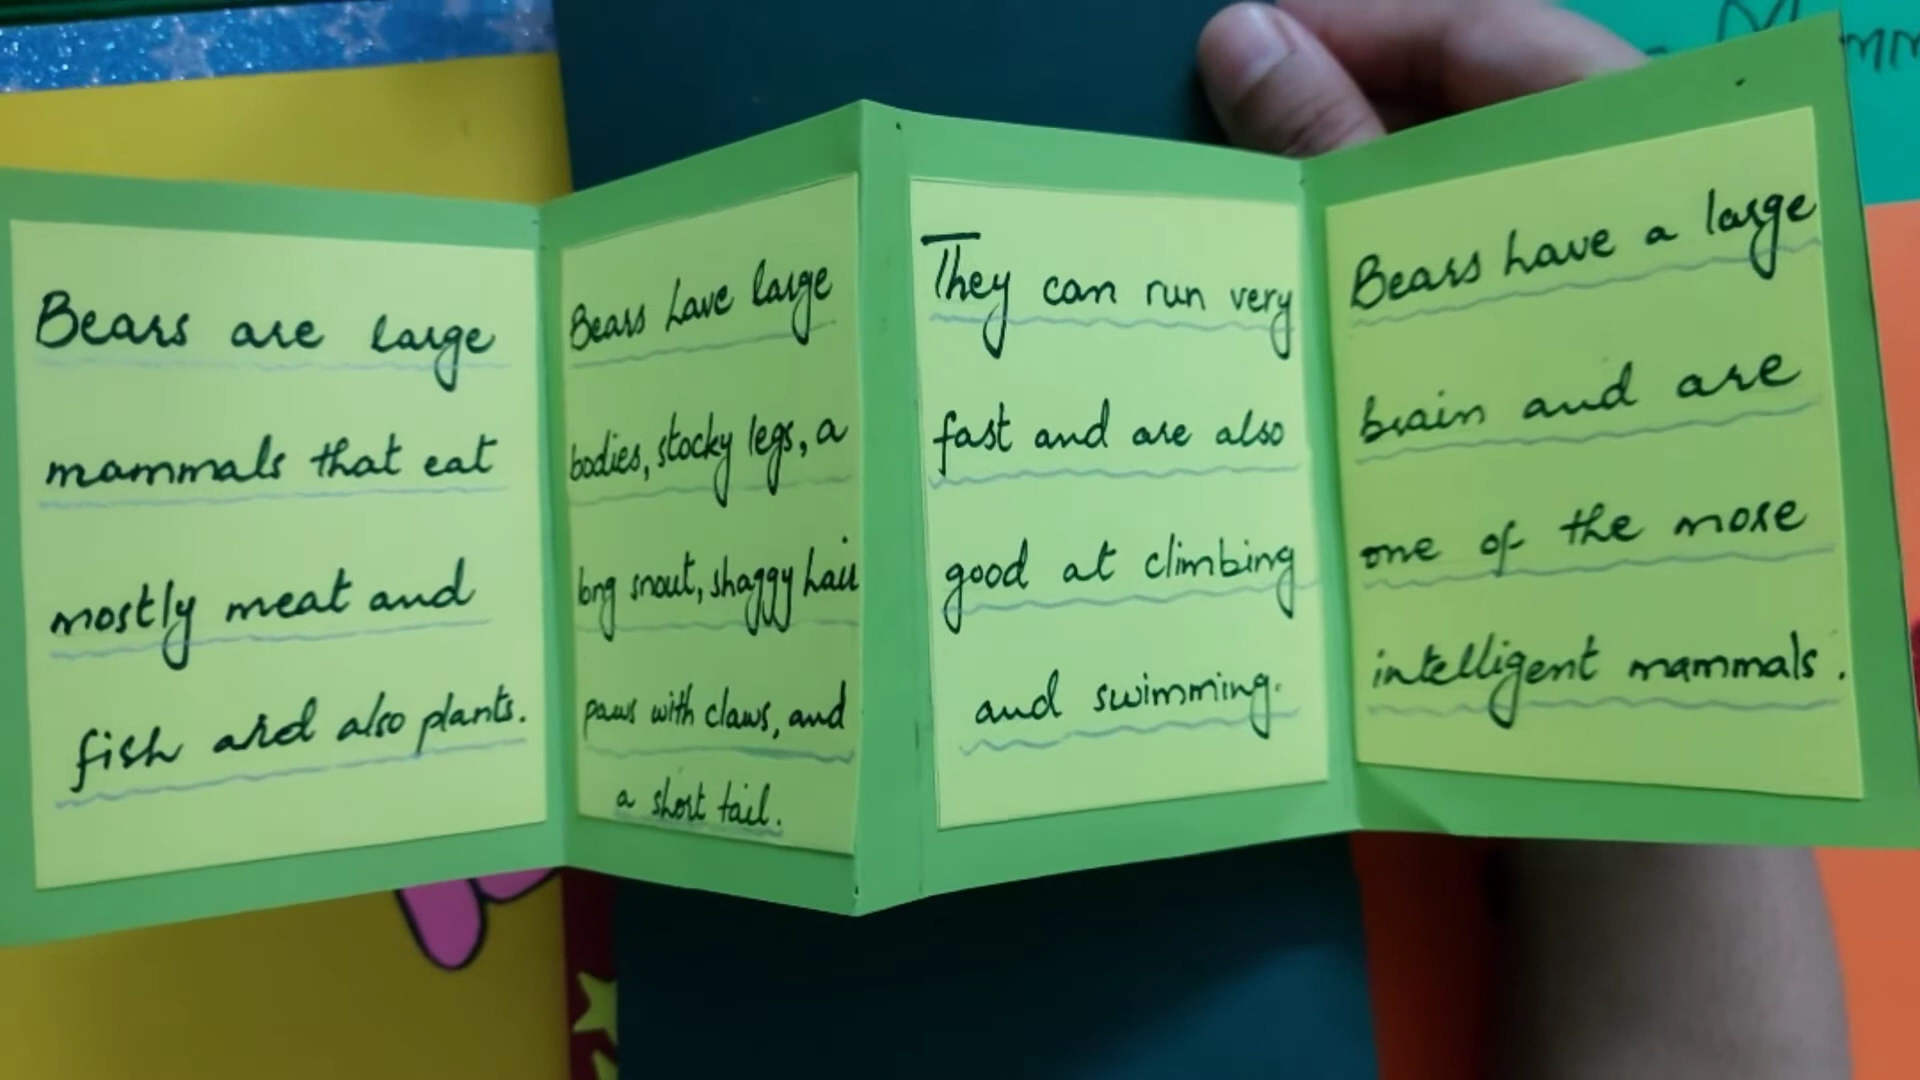 Bears are large
mammals that eat
mostly meat and
fish and also plants.
Bears have large
bodies, stocky legs, a
long snout, shaggy hair
paws with claws, and
a short tail.
They can run very
fast and are also
good at climbing
and swimming.
Bears have a large
brain and are
one of the more
intelligent mammals.